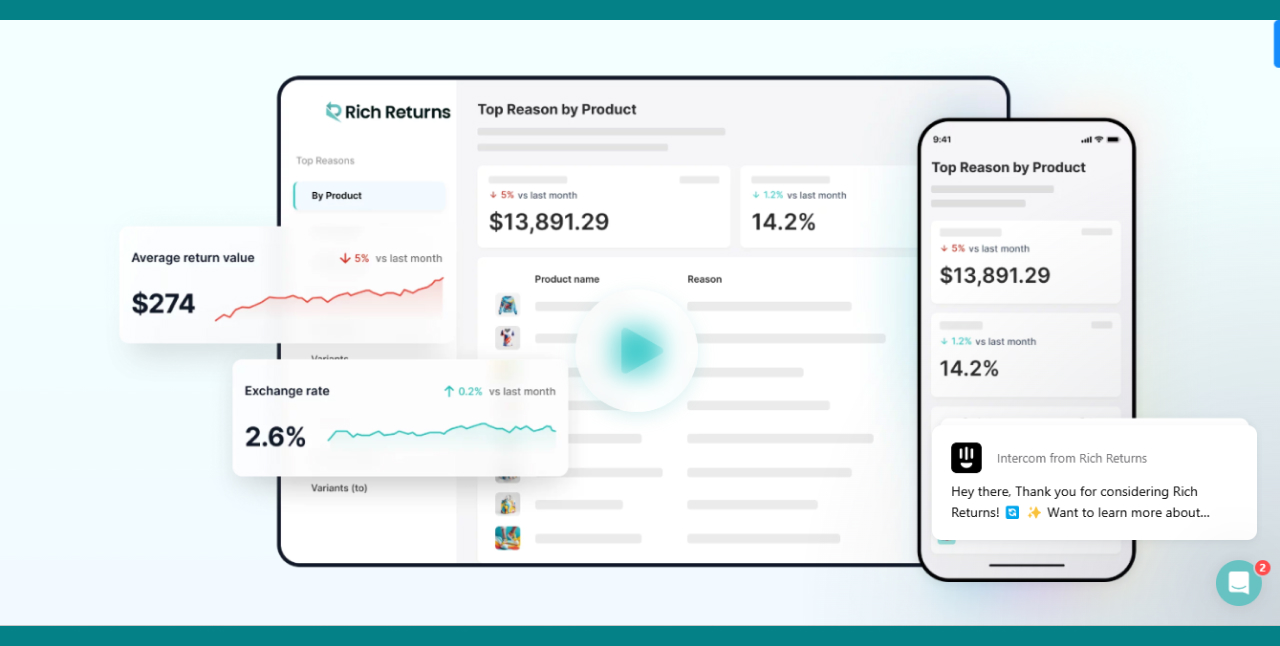 Rich Returns
Top Reasons
By Product
Top Reason by Product
↓ 5% vs last month
$13,891.29
↓ 1.2% vs last month
14.2%
Product name Reason
Average return value ↓ 5% vs last month
$274
Variants
Exchange rate ↑ 0.2% vs last month
2.6%
Variants (to)
9:41
Top Reason by Product
↓ 5% vs last month
$13,891.29
↓ 1.2% vs last month
14.2%
Intercom from Rich Returns
Hey there, Thank you for considering Rich
Returns! 🔄 ✨ Want to learn more about...
2